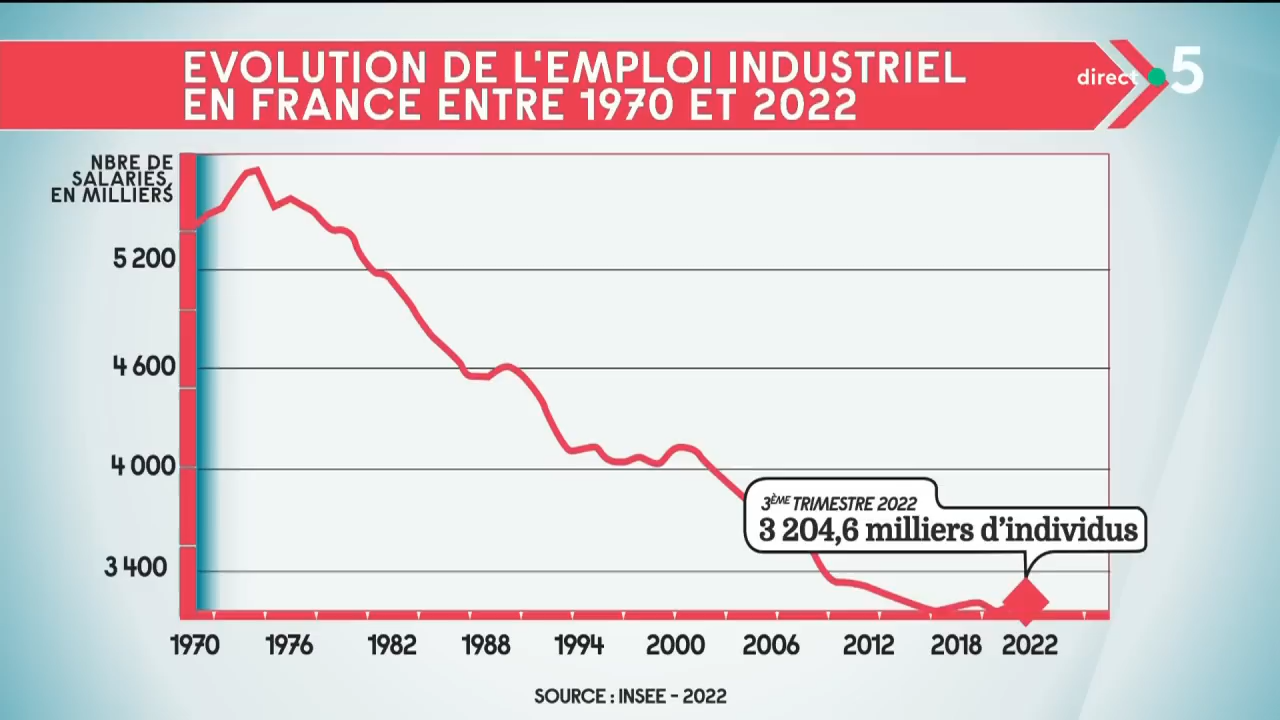 EVOLUTION DE L'EMPLOI INDUSTRIEL
EN FRANCE ENTRE 1970 ET 2022
direct 5
NBRE DE
SALARIES,
EN MILLIERS
5 200
4 600
4 000
3 400
3ÈME TRIMESTRE 2022
3 204,6 milliers d'individus
1970 1976 1982 1988 1994 2000 2006 2012 2018 2022
SOURCE : INSEE - 2022